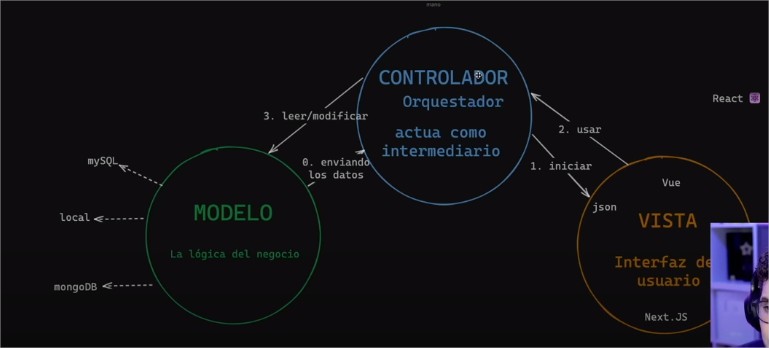 manu
CONTROLADOR
Orquestador
actua como
intermediario
React
3. leer/modificar
2. usar
0. enviando
los datos
1. iniciar
mySQL
local
mongoDB
MODELO
La lógica del negocio
Vue
json
VISTA
Interfaz de
usuario
Next.JS